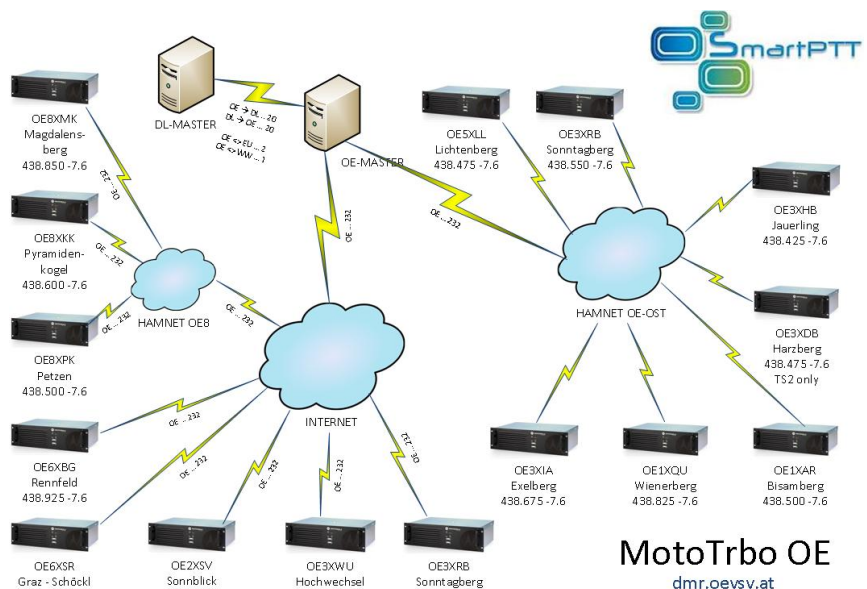 SmartPTT
DL-MASTER
OE → DL ... 20
DL → OE ... 20
OE <> EU ... 2
OE <> WW ... 1
OE-MASTER
OE8XMK
Magdalens-
berg
438.850 -7.6
OE ... 232
OE8XKK
Pyramiden-
kogel
438.600 -7.6
OE ... 232
OE8XPK
Petzen
438.500 -7.6
OE ... 232
HAMNET OE8
OE ... 232
OE ... 232
OE ... 232
OE5XLL
Lichtenberg
438.475 -7.6
OE3XRB
Sonntagberg
438.550 -7.6
OE3XHB
Jauerling
438.425 -7.6
OE3XDB
Harzberg
438.475 -7.6
TS2 only
HAMNET OE-OST
INTERNET
OE6XBG
Rennfeld
438.925 -7.6
OE ... 232
OE ... 232
OE ... 232
OE ... 232
OE ... 232
OE3XIA
Exelberg
438.675 -7.6
OE1XQU
Wienerberg
438.825 -7.6
OE1XAR
Bisamberg
438.500 -7.6
OE6XSR
Graz - Schöckl
OE2XSV
Sonnblick
OE3XWU
Hochwechsel
OE3XRB
Sonntagberg
MotoTrbo OE
dmr.oevsv.at